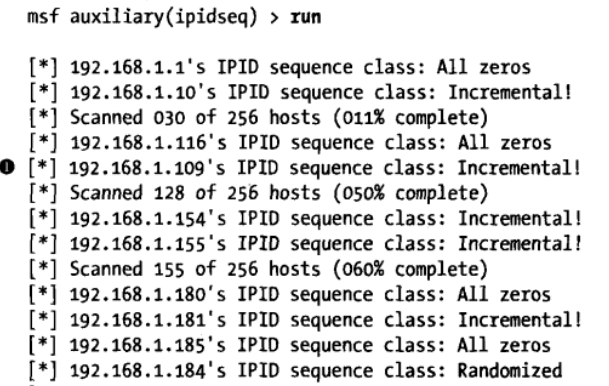 msf auxiliary(ipidseq) > run
[*] 192.168.1.1's IPID sequence class: All zeros
[*] 192.168.1.10's IPID sequence class: Incremental!
[*] Scanned 030 of 256 hosts (011% complete)
[*] 192.168.1.116's IPID sequence class: All zeros
❶ [*] 192.168.1.109's IPID sequence class: Incremental!
[*] Scanned 128 of 256 hosts (050% complete)
[*] 192.168.1.154's IPID sequence class: Incremental!
[*] 192.168.1.155's IPID sequence class: Incremental!
[*] Scanned 155 of 256 hosts (060% complete)
[*] 192.168.1.180's IPID sequence class: All zeros
[*] 192.168.1.181's IPID sequence class: Incremental!
[*] 192.168.1.185's IPID sequence class: All zeros
[*] 192.168.1.184's IPID sequence class: Randomized